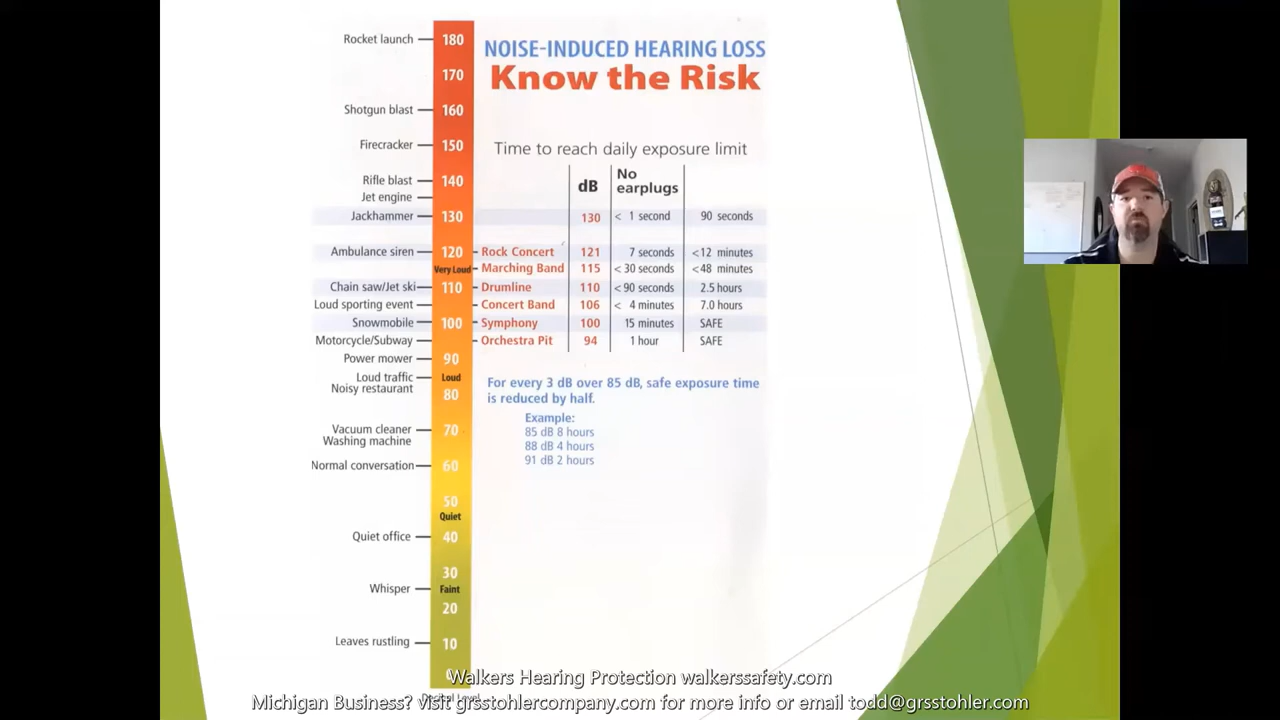 NOISE-INDUCED HEARING LOSS
Know the Risk
Time to reach daily exposure limit
dB No earplugs
130 < 1 second 90 seconds
Rock Concert 121 7 seconds <12 minutes
Marching Band 115 < 30 seconds <48 minutes
Drumline 110 < 90 seconds 2.5 hours
Concert Band 106 < 4 minutes 7.0 hours
Symphony 100 15 minutes SAFE
Orchestra Pit 94 1 hour SAFE
For every 3 dB over 85 dB, safe exposure time
is reduced by half.
Example:
85 dB 8 hours
88 dB 4 hours
91 dB 2 hours
Rocket launch 180
170
Shotgun blast 160
Firecracker 150
Rifle blast 140
Jet engine
Jackhammer 130
Ambulance siren 120
Very Loud
Chain saw/Jet ski 110
Loud sporting event
Snowmobile 100
Motorcycle/Subway
Power mower 90
Loud traffic Loud
Noisy restaurant 80
Vacuum cleaner 70
Washing machine
Normal conversation 60
50
Quiet
Quiet office 40
30
Whisper Faint
20
Leaves rustling 10
0
Decibel Level
Walkers Hearing Protection walkerssafety.com
Michigan Business? Visit grsstohlercompany.com for more info or email todd@grsstohler.com